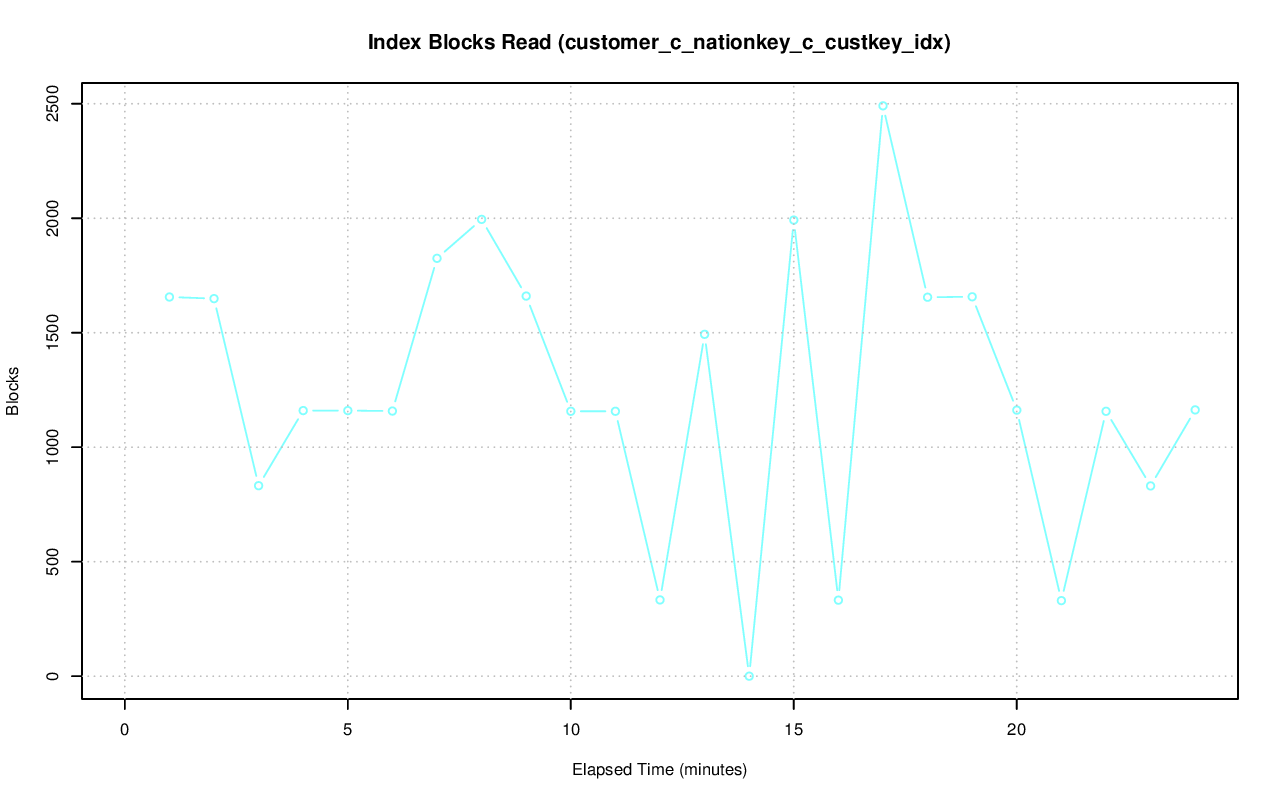 Index Blocks Read (customer_c_nationkey_c_custkey_idx)
2500
2000
1500
1000
500
0
Blocks
0 5 10 15 20
Elapsed Time (minutes)